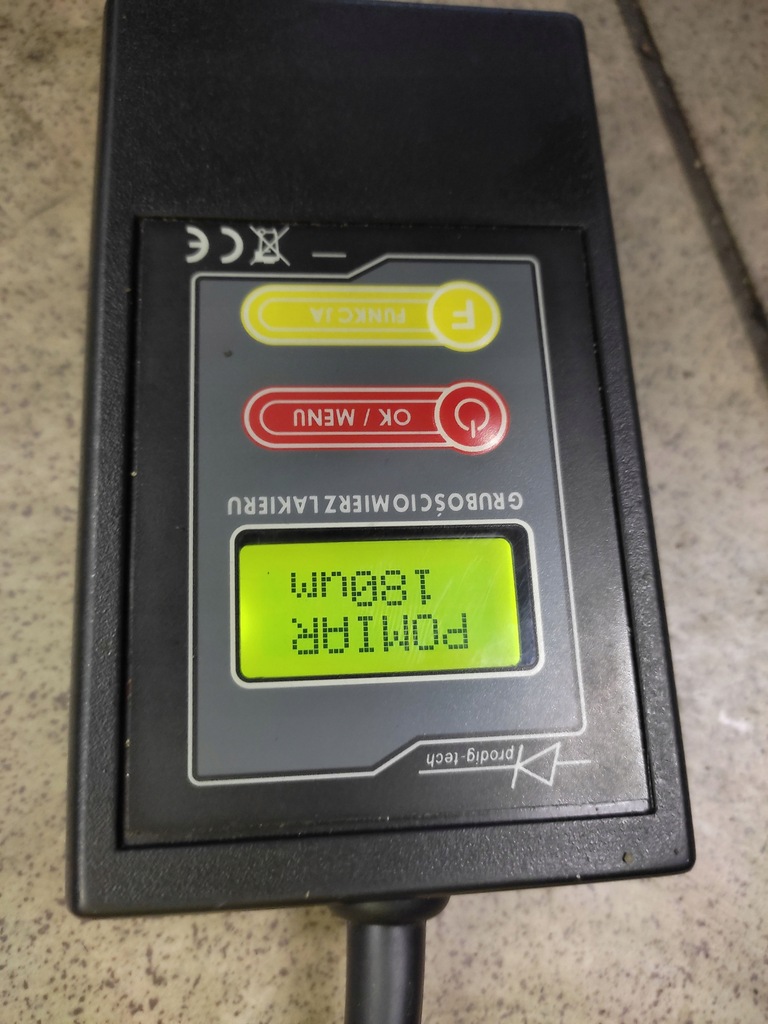 prodig-tech
POMIAR
180um
GRUBOŚCIOMIERZ LAKIERU
OK / MENU
F FUNKCJA
CE